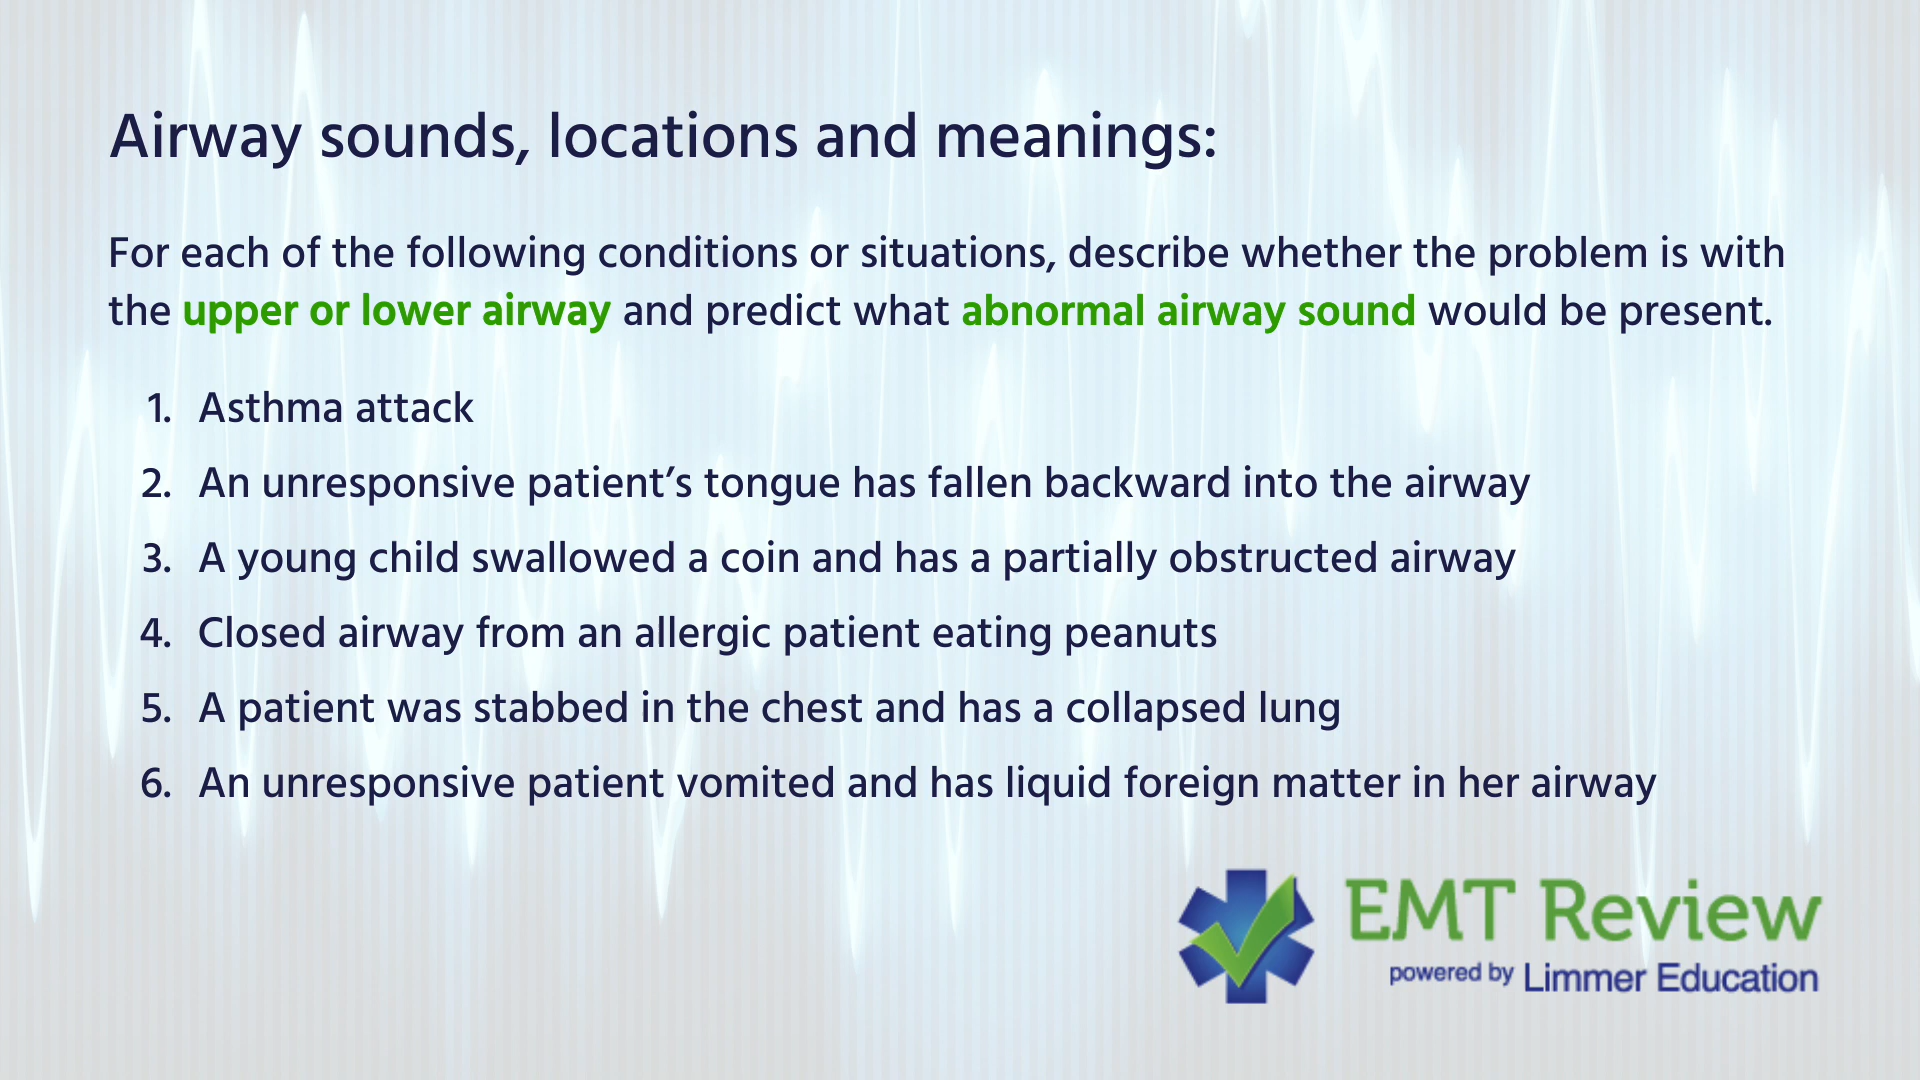 Airway sounds, locations and meanings:
For each of the following conditions or situations, describe whether the problem is with
the upper or lower airway and predict what abnormal airway sound would be present.
1. Asthma attack
2. An unresponsive patient’s tongue has fallen backward into the airway
3. A young child swallowed a coin and has a partially obstructed airway
4. Closed airway from an allergic patient eating peanuts
5. A patient was stabbed in the chest and has a collapsed lung
6. An unresponsive patient vomited and has liquid foreign matter in her airway
EMT Review
powered by Limmer Education